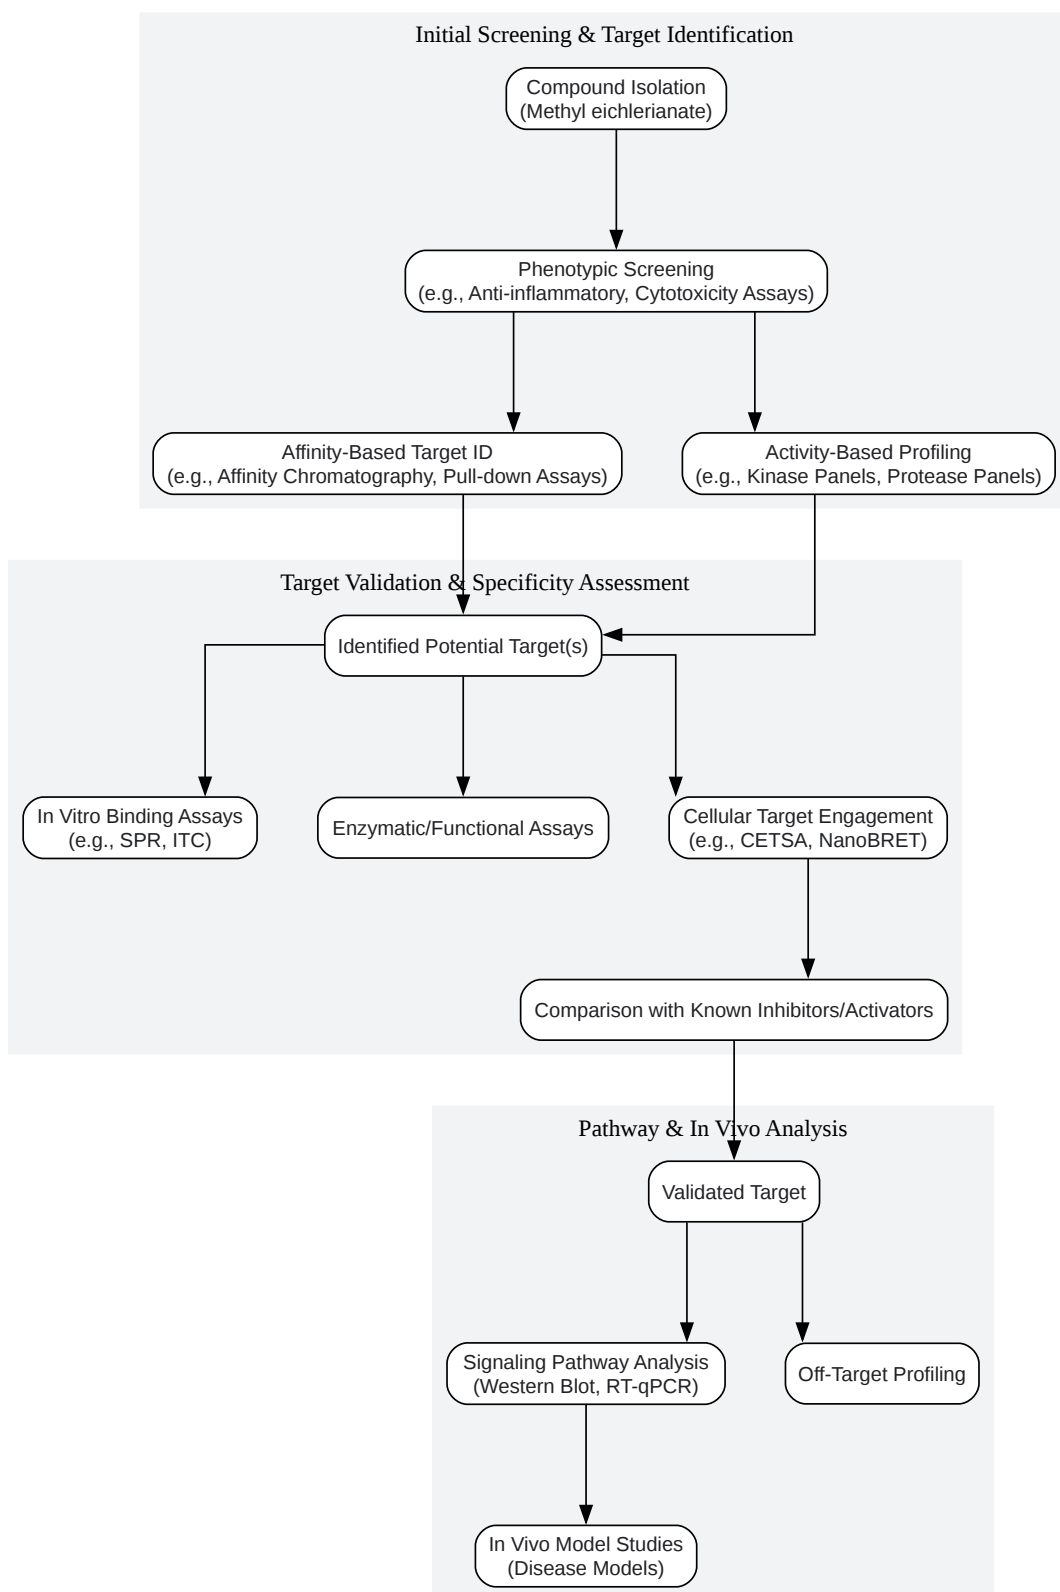 Initial Screening & Target Identification
Compound Isolation
(Methyl eichlerianate)
Phenotypic Screening
(e.g., Anti-inflammatory, Cytotoxicity Assays)
Affinity-Based Target ID
(e.g., Affinity Chromatography, Pull-down Assays)
Activity-Based Profiling
(e.g., Kinase Panels, Protease Panels)
Target Validation & Specificity Assessment
Identified Potential Target(s)
In Vitro Binding Assays
(e.g., SPR, ITC)
Enzymatic/Functional Assays
Cellular Target Engagement
(e.g., CETSA, NanoBRET)
Comparison with Known Inhibitors/Activators
Pathway & In Vivo Analysis
Validated Target
Signaling Pathway Analysis
(Western Blot, RT-qPCR)
Off-Target Profiling
In Vivo Model Studies
(Disease Models)